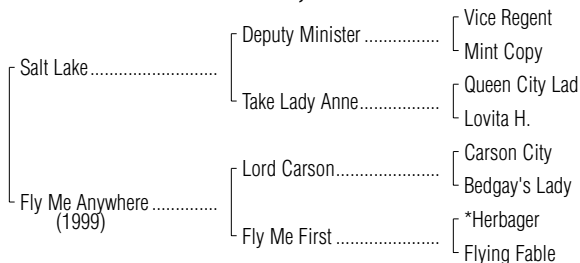 Vice Regent
Deputy Minister ..................
Mint Copy
Salt Lake..........................
Queen City Lad
Take Lady Anne...................
Lovita H.
Carson City
Lord Carson........................
Bedgay's Lady
Fly Me Anywhere ..............
(1999)
*Herbager
Fly Me First ........................
Flying Fable